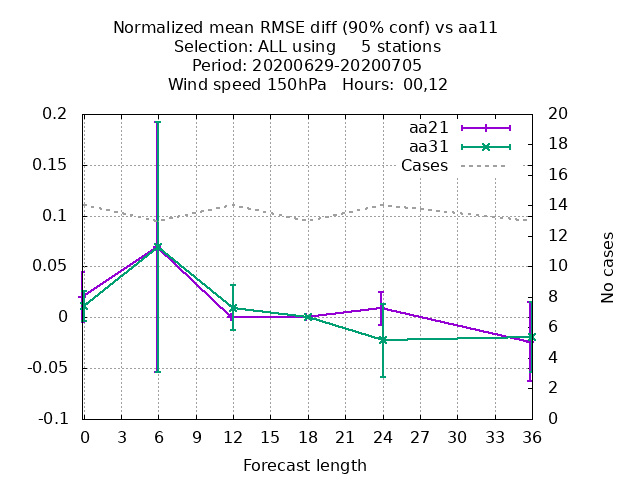 Normalized mean RMSE diff (90% conf) vs aa11
Selection: ALL using     5 stations
Period: 20200629-20200705
Wind speed 150hPa   Hours:  00,12
aa21
aa31
Cases
0.2
0.15
0.1
0.05
0
-0.05
-0.1
20
18
16
14
12
10
8
6
4
2
0
No cases
0 3 6 9 12 15 18 21 24 27 30 33 36
Forecast length